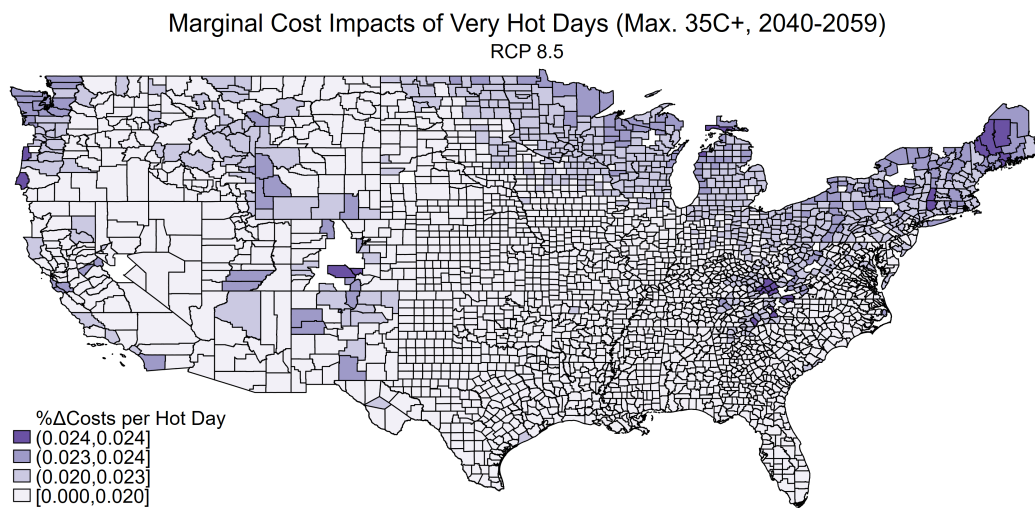 Marginal Cost Impacts of Very Hot Days (Max. 35C+, 2040-2059)
RCP 8.5
%ΔCosts per Hot Day
(0.024,0.024]
(0.023,0.024]
(0.020,0.023]
[0.000,0.020]